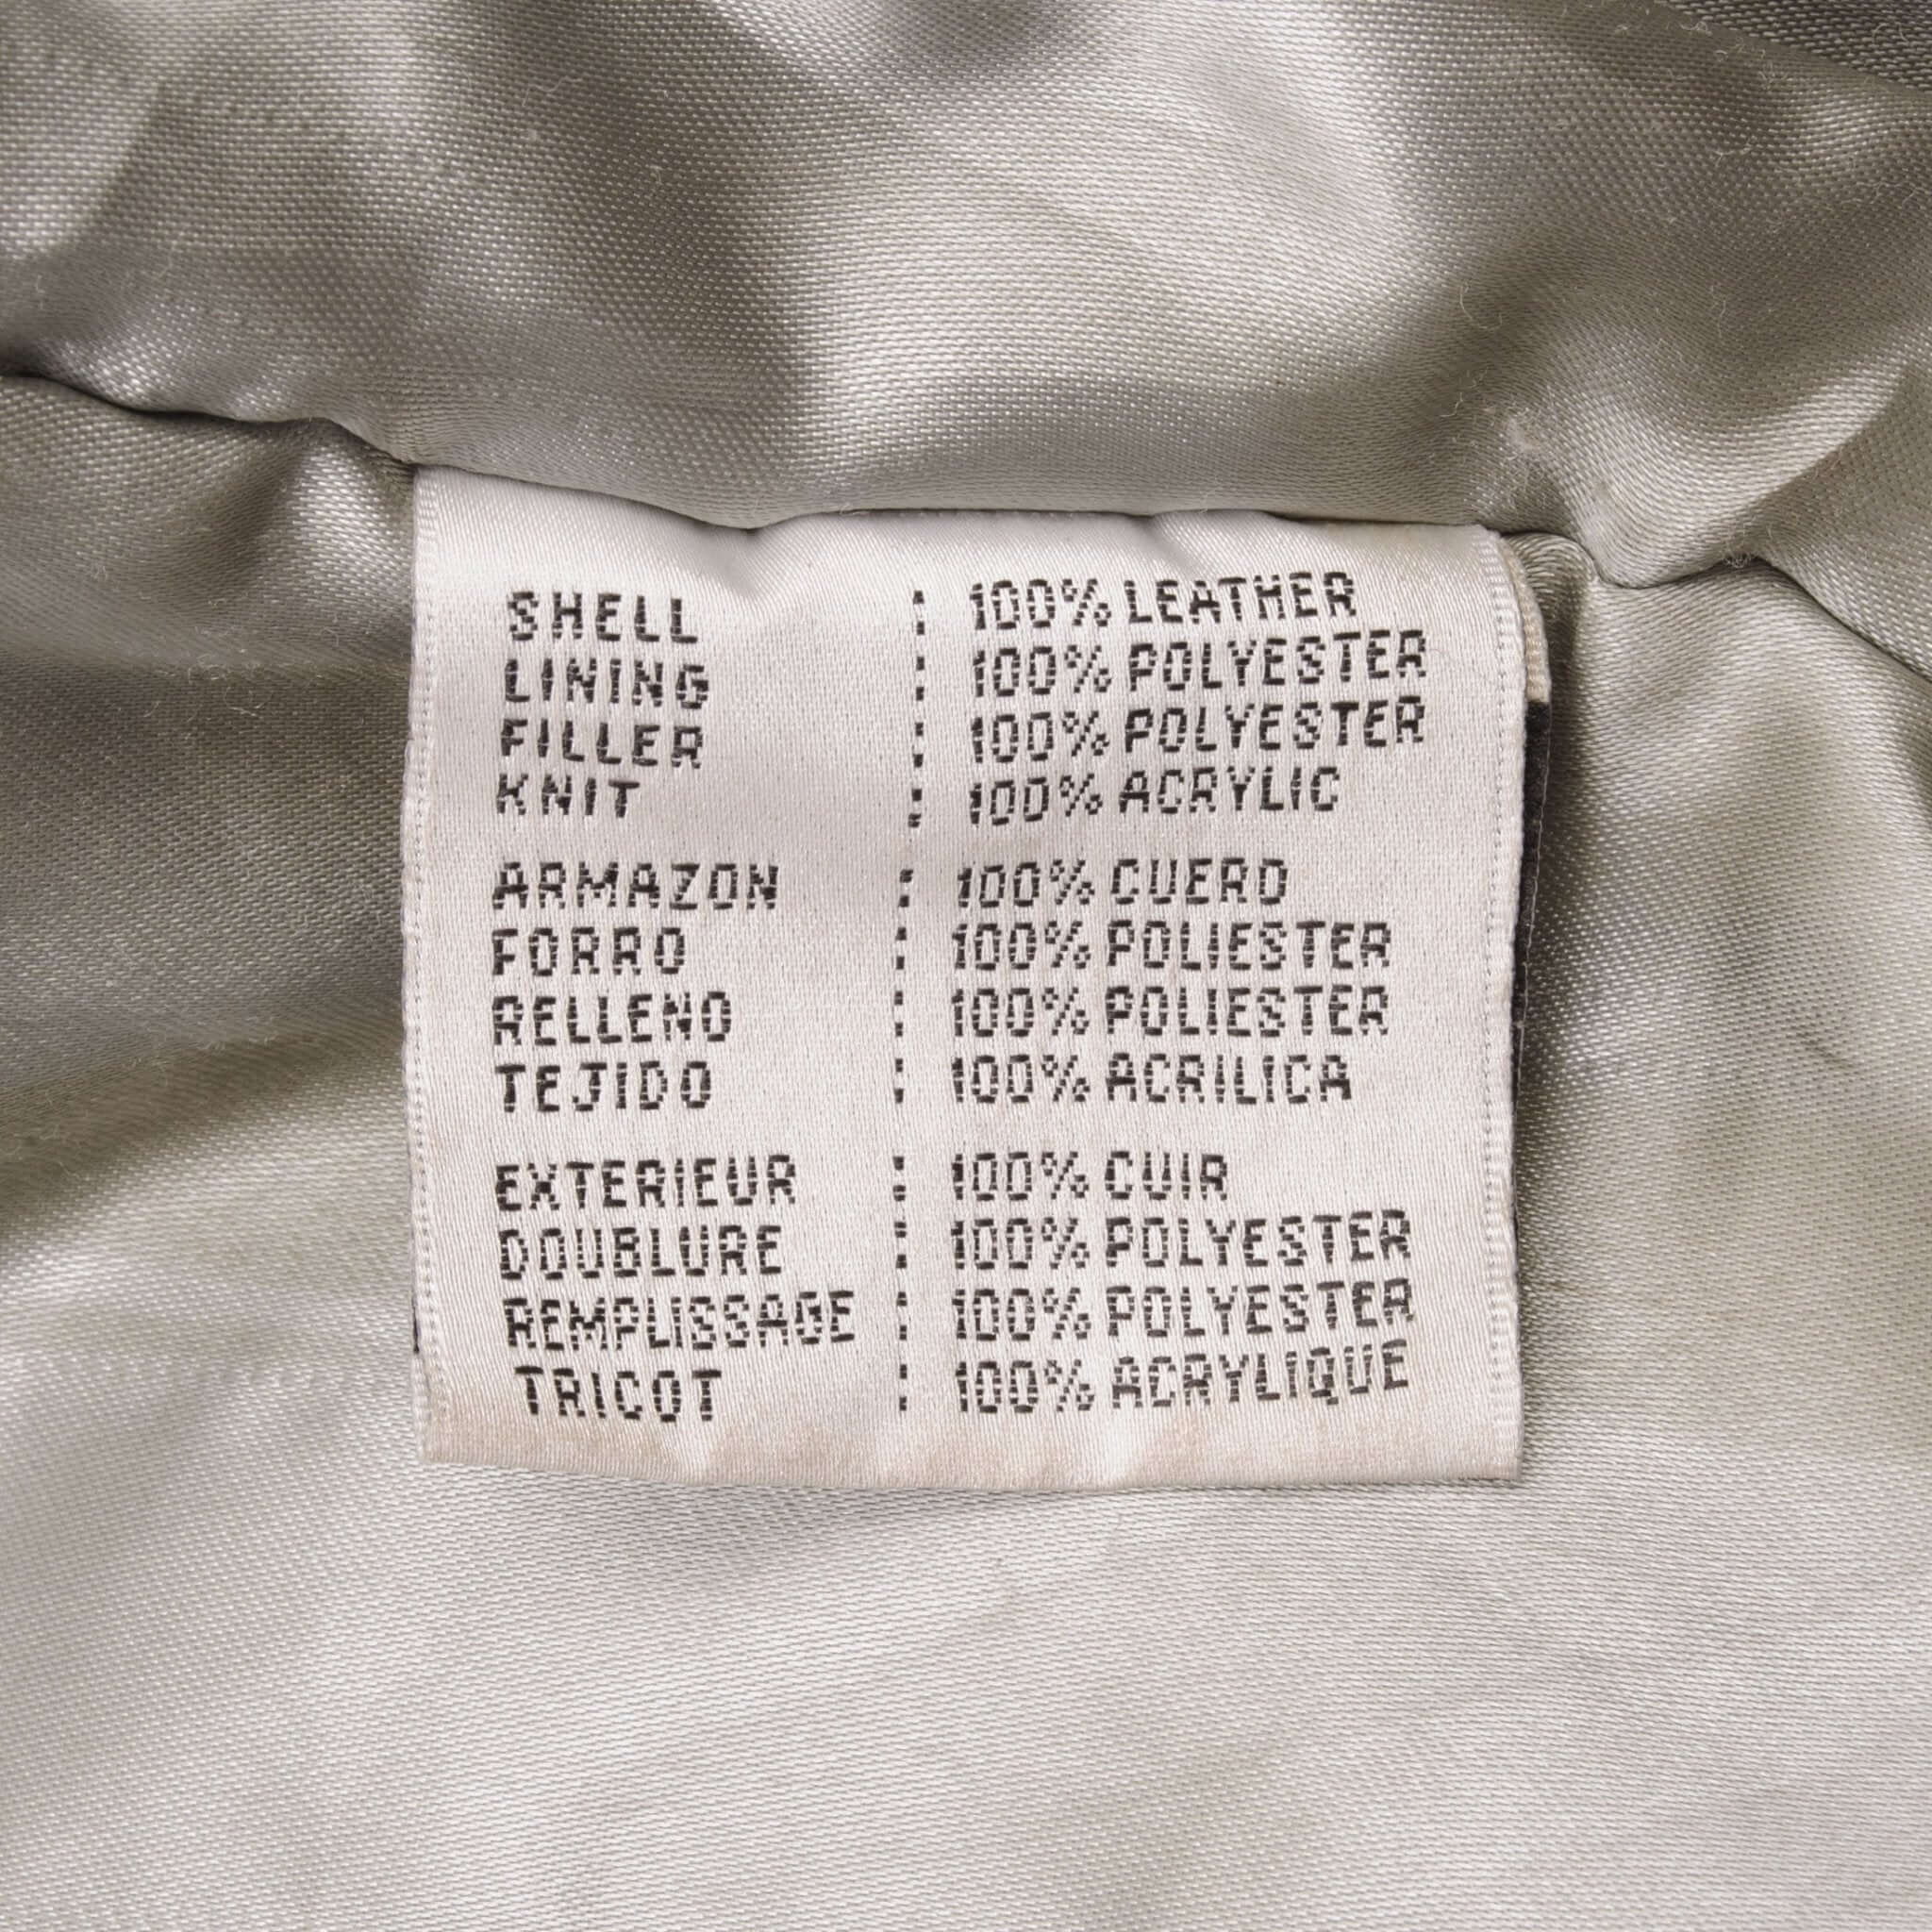 SHELL : 100% LEATHER
LINING : 100% POLYESTER
FILLER : 100% POLYESTER
KNIT : 100% ACRYLIC
ARMAZON : 100% CUERO
FORRO : 100% POLIESTER
RELLENO : 100% POLIESTER
TEJIDO : 100% ACRILICA
EXTERIEUR : 100% CUIR
DOUBLURE : 100% POLYESTER
REMPLISSAGE : 100% POLYESTER
TRICOT : 100% ACRYLIQUE